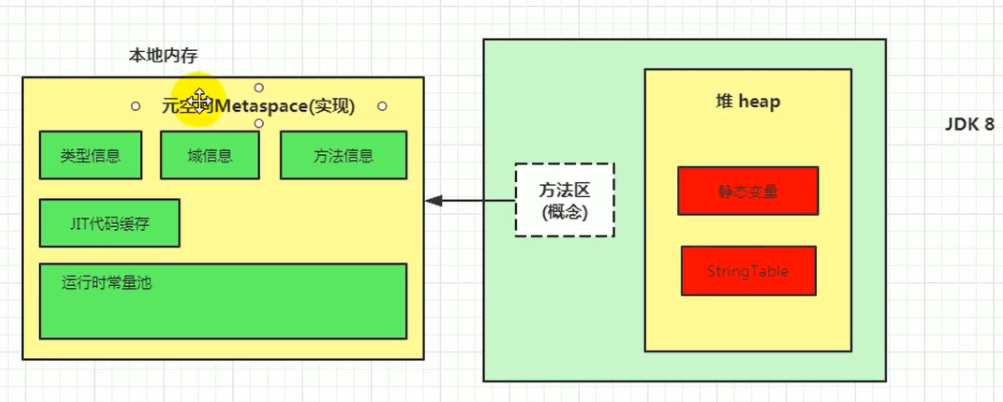 本地内存
元空间Metaspace(实现)
类型信息
域信息
方法信息
JIT代码缓存
运行时常量池
方法区
(概念)
堆 heap
静态变量
StringTable
JDK 8